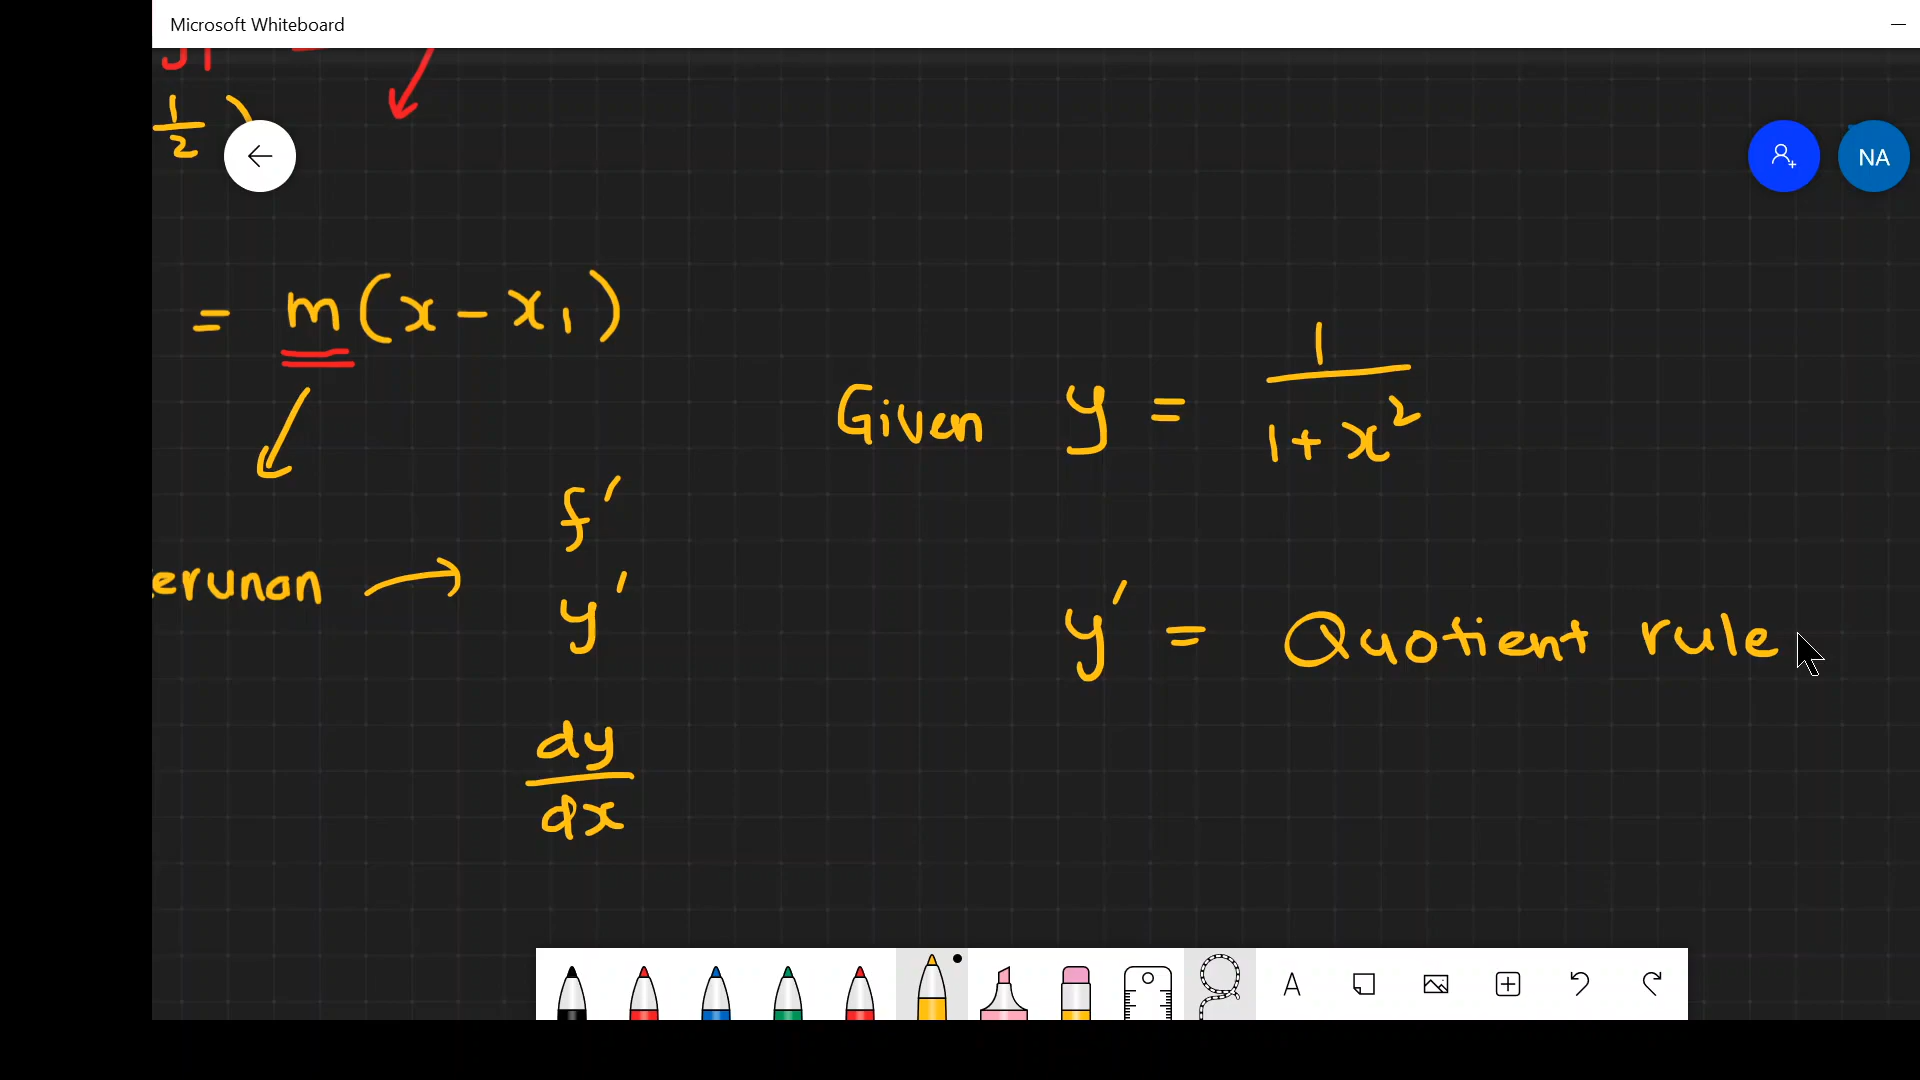 Microsoft Whiteboard
1/2 )
NA
= m(x - x₁)
Given y = 1/(1 + x²)
f'
erunan → y'
y' = Quotient rule
dy/dx
A